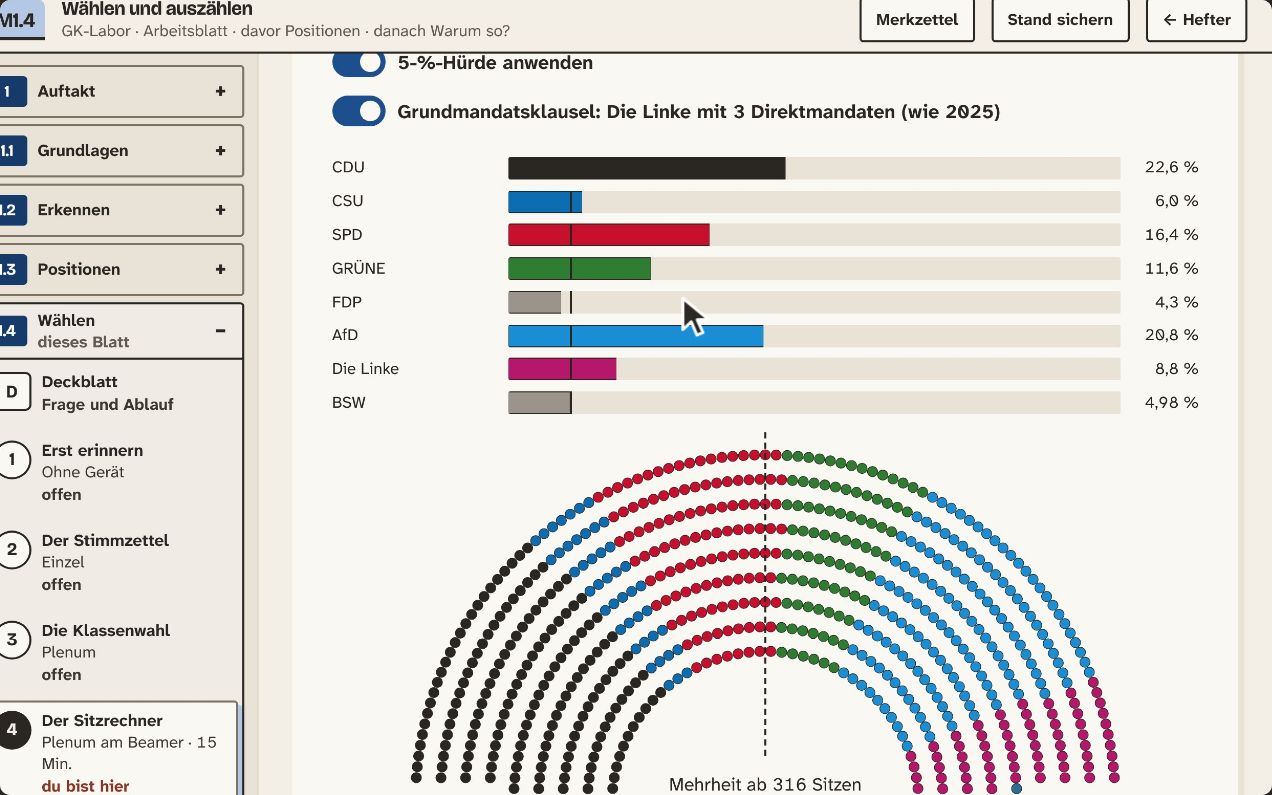 M1.4
Wählen und auszählen
GK-Labor · Arbeitsblatt · davor Positionen · danach Warum so?
Merkzettel
Stand sichern
← Hefter
1
Auftakt
+
1.1
Grundlagen
+
1.2
Erkennen
+
1.3
Positionen
+
1.4
Wählen
dieses Blatt
–
D
Deckblatt
Frage und Ablauf
1
Erst erinnern
Ohne Gerät
offen
2
Der Stimmzettel
Einzel
offen
3
Die Klassenwahl
Plenum
offen
4
Der Sitzrechner
Plenum am Beamer · 15
Min.
du bist hier
5-%-Hürde anwenden
Grundmandatsklausel: Die Linke mit 3 Direktmandaten (wie 2025)
CDU 22,6 %
CSU 6,0 %
SPD 16,4 %
GRÜNE 11,6 %
FDP 4,3 %
AfD 20,8 %
Die Linke 8,8 %
BSW 4,98 %
Mehrheit ab 316 Sitzen